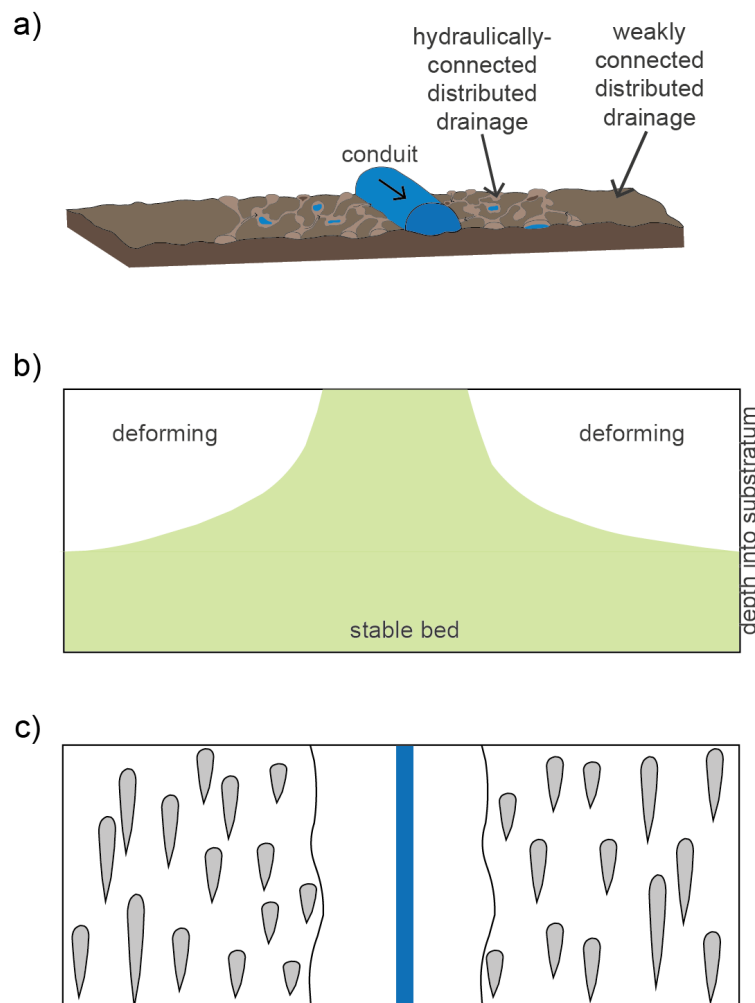 a)
hydraulically-
connected
distributed
drainage
weakly
connected
distributed
drainage
conduit
b)
deforming
deforming
depth into substratum
stable bed
c)